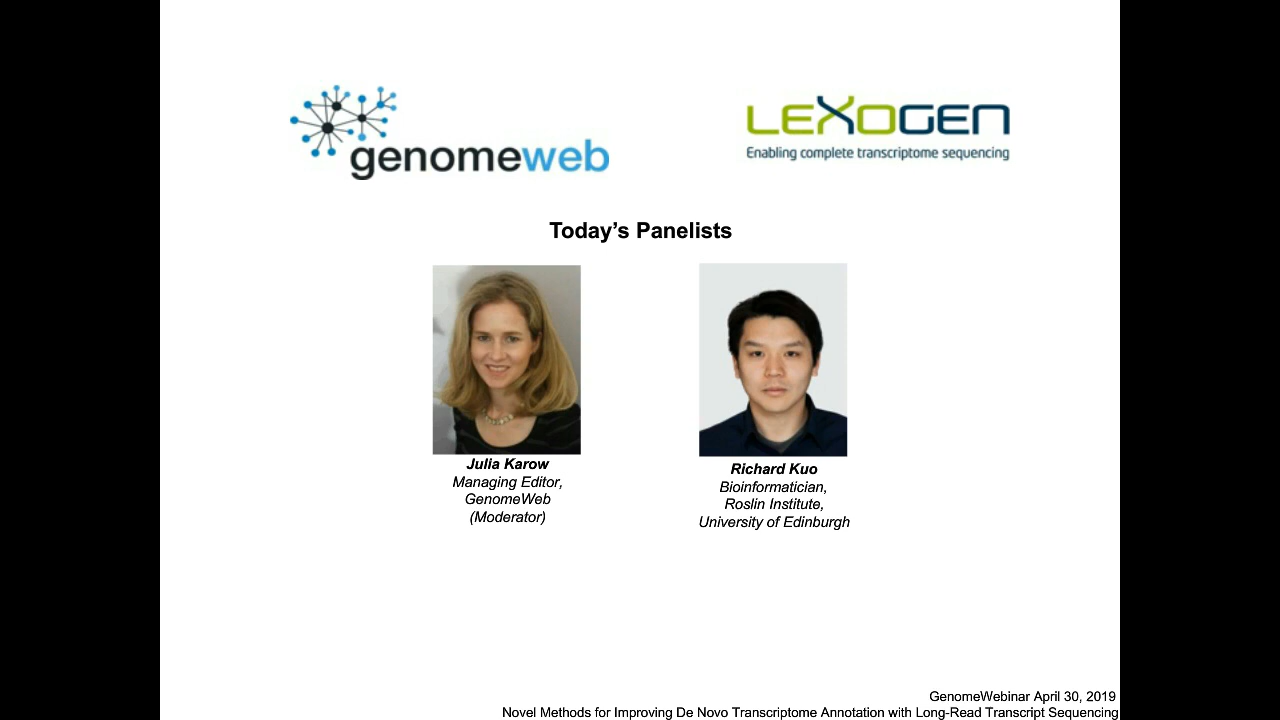 genomeweb
LEXOGEN
Enabling complete transcriptome sequencing
Today's Panelists
Julia Karow
Managing Editor,
GenomeWeb
(Moderator)
Richard Kuo
Bioinformatician,
Roslin Institute,
University of Edinburgh
GenomeWebinar April 30, 2019
Novel Methods for Improving De Novo Transcriptome Annotation with Long-Read Transcript Sequencing